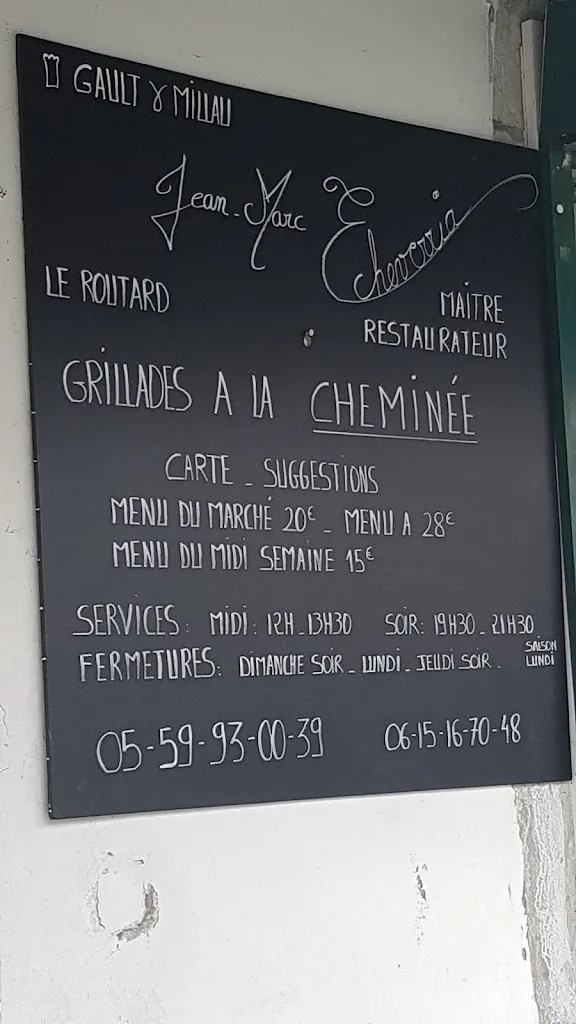 GAULT & MILLAU
Jean-Marc Cheverria
LE ROUTARD
MAÎTRE
RESTAURATEUR
GRILLADES A LA CHEMINÉE
CARTE - SUGGESTIONS
MENU DU MARCHÉ 20€ - MENU A 28€
MENU DU MIDI SEMAINE 15€
SERVICES: MIDI: 12H-13H30 SOIR: 19H30-21H30
FERMETURES: DIMANCHE SOIR - LUNDI - JEUDI SOIR - SAISON LUNDI
05-59-93-00-39 06-15-16-70-48